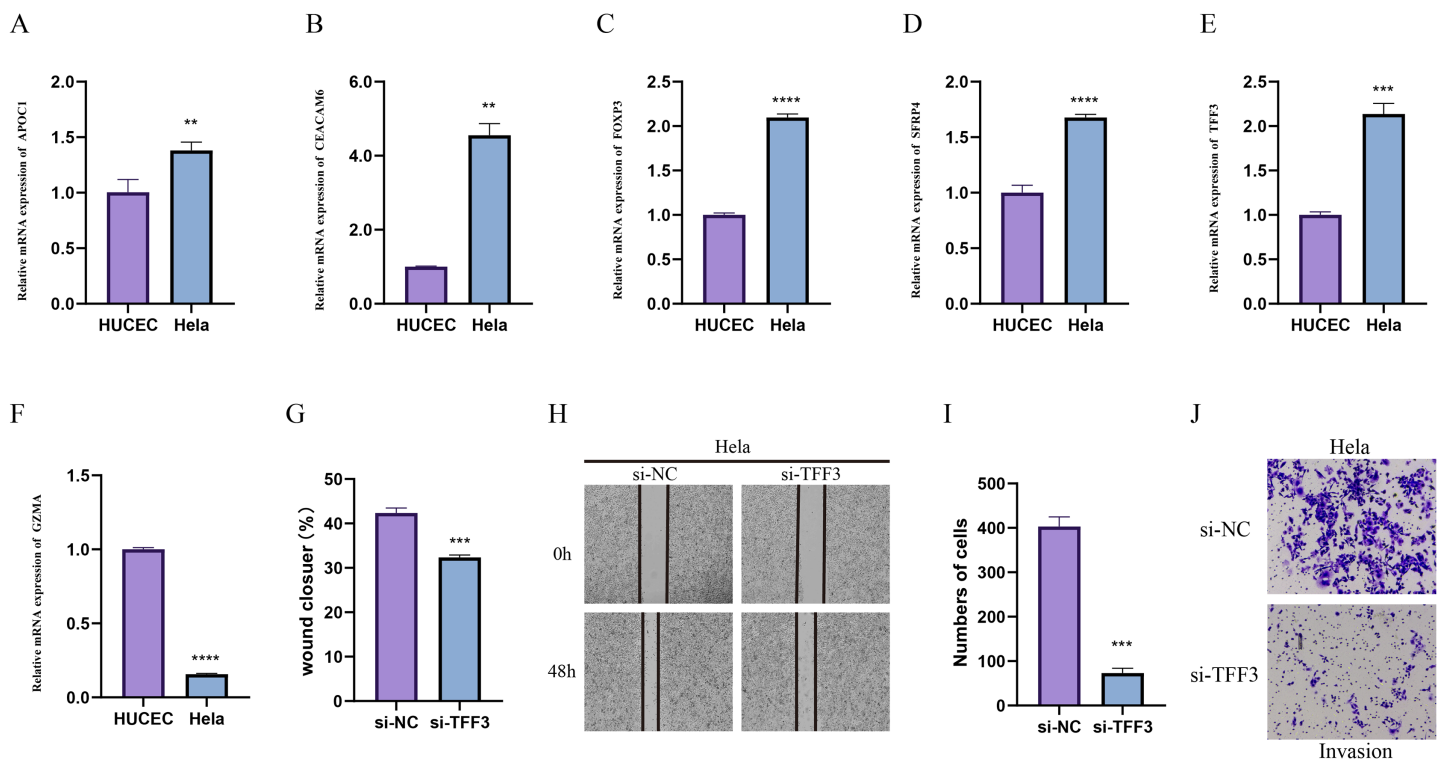 A
B
C
D
E
Relative mRNA expression of APOC1
2.0
1.5
1.0
0.5
0.0
**
HUCEC Hela
Relative mRNA expression of CEACAM6
6.0
4.0
2.0
0.0
**
HUCEC Hela
Relative mRNA expression of FOXP3
2.5
2.0
1.5
1.0
0.5
0.0
****
HUCEC Hela
Relative mRNA expression of SFRP4
2.0
1.5
1.0
0.5
0.0
****
HUCEC Hela
Relative mRNA expression of TFF3
2.5
2.0
1.5
1.0
0.5
0.0
***
HUCEC Hela
F
G
H
I
J
Relative mRNA expression of GZMA
1.5
1.0
0.5
0.0
****
HUCEC Hela
wound closuer (%)
50
40
30
20
10
0
***
si-NC si-TFF3
Hela
si-NC si-TFF3
0h
48h
Numbers of cells
500
400
300
200
100
0
***
si-NC si-TFF3
Hela
si-NC
si-TFF3
Invasion